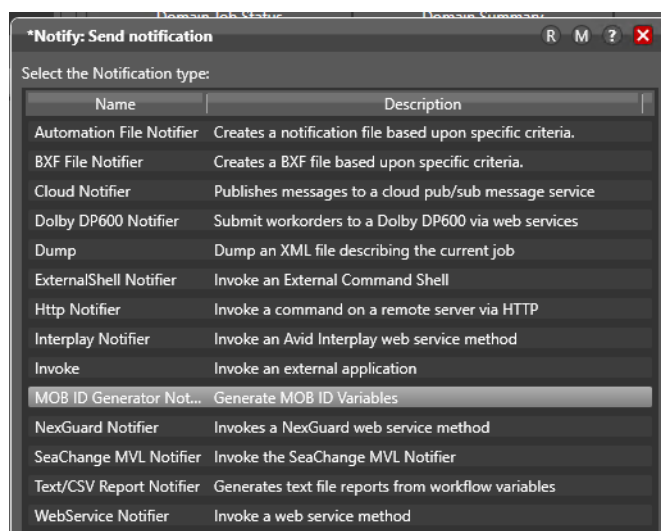 Domain Job Status Domain Summary
*Notify: Send notification R M ?
Select the Notification type:
Name Description
Automation File Notifier Creates a notification file based upon specific criteria.
BXF File Notifier Creates a BXF file based upon specific criteria.
Cloud Notifier Publishes messages to a cloud pub/sub message service
Dolby DP600 Notifier Submit workorders to a Dolby DP600 via web services
Dump Dump an XML file describing the current job
ExternalShell Notifier Invoke an External Command Shell
Http Notifier Invoke a command on a remote server via HTTP
Interplay Notifier Invoke an Avid Interplay web service method
Invoke Invoke an external application
MOB ID Generator Not... Generate MOB ID Variables
NexGuard Notifier Invokes a NexGuard web service method
SeaChange MVL Notifier Invoke the SeaChange MVL Notifier
Text/CSV Report Notifier Generates text file reports from workflow variables
WebService Notifier Invoke a web service method